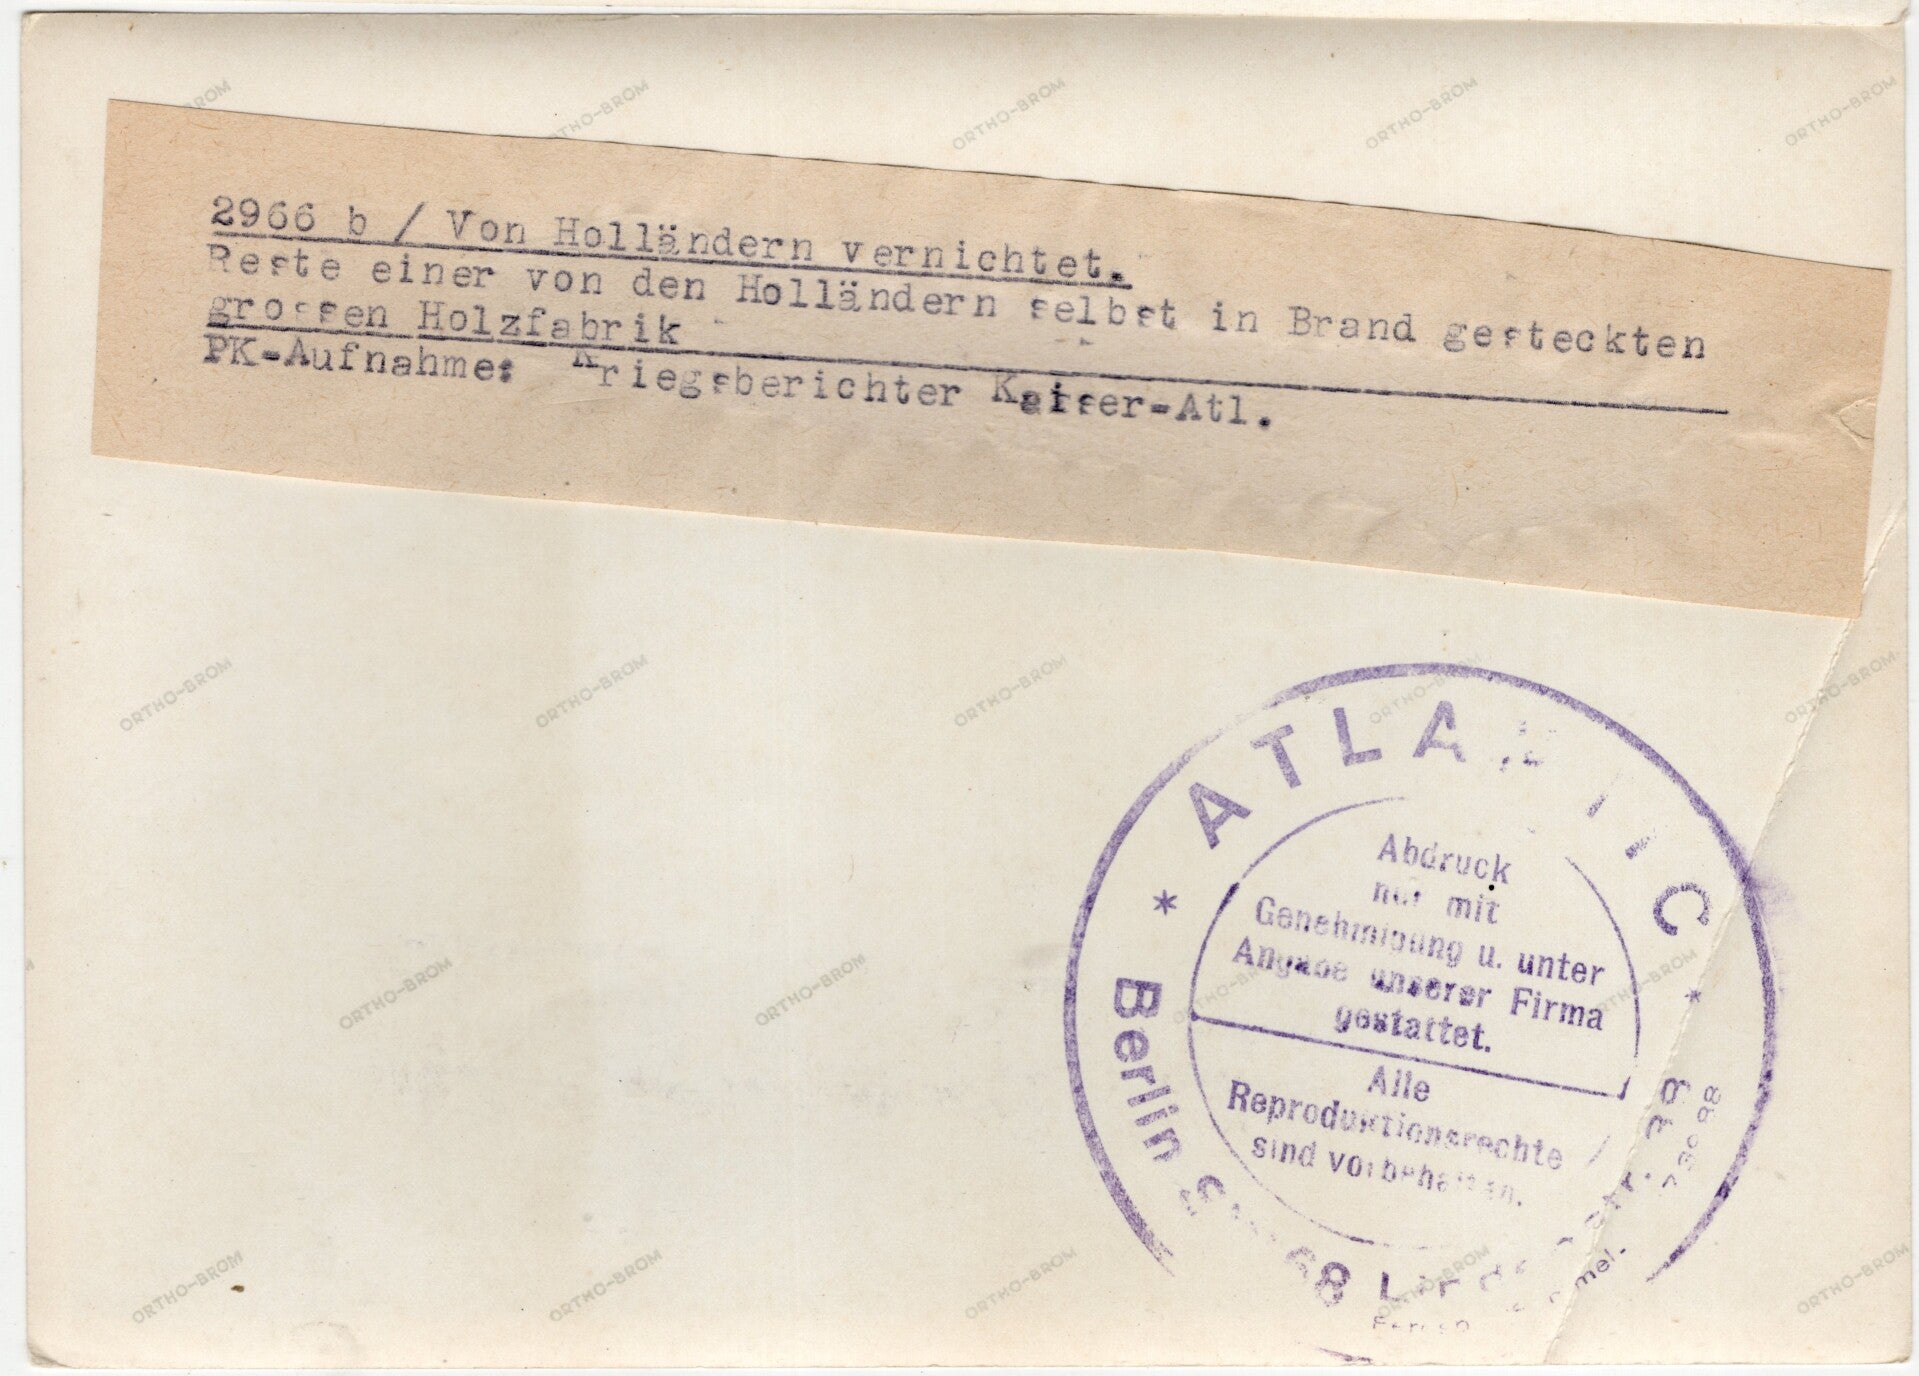 2966 b / Von Holländern vernichtet.
Reste einer von den Holländern selbst in Brand gesteckten
grossen Holzfabrik
PK-Aufnahme: Kriegsberichter Kaiser-Atl.
ATLANTIC
Abdruck
nur mit
Genehmigung u. unter
Angabe unserer Firma
gestattet.
Alle
Reproduktionsrechte
sind vorbehalten.
Berlin 68
ORTHO-BROM